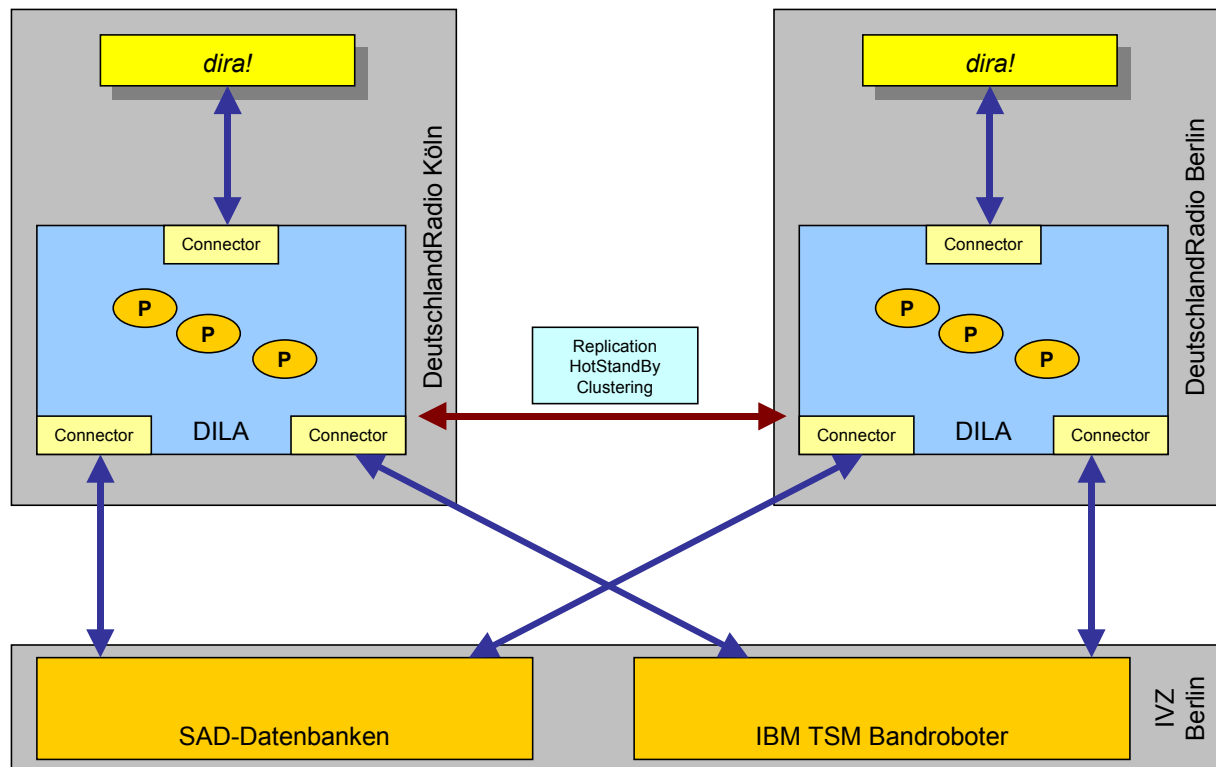 dira!
Connector
P
P
P
Connector
DILA
Connector
DeutschlandRadio Köln
Replication
HotStandBy
Clustering
dira!
Connector
P
P
P
Connector
DILA
Connector
DeutschlandRadio Berlin
SAD-Datenbanken
IBM TSM Bandroboter
IVZ
Berlin